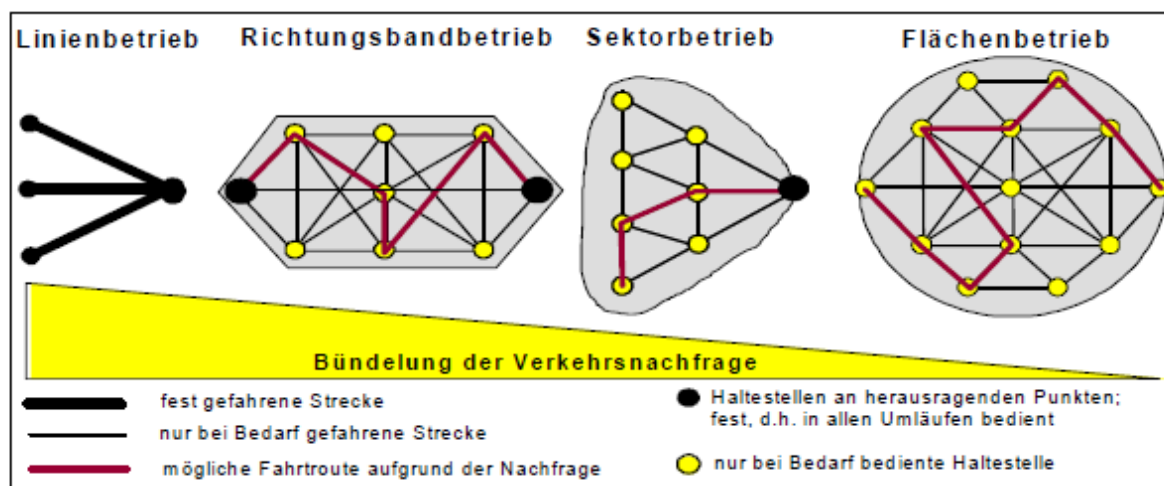 Linienbetrieb
Richtungsbandbetrieb
Sektorbetrieb
Flächenbetrieb
Bündelung der Verkehrsnachfrage
fest gefahrene Strecke
nur bei Bedarf gefahrene Strecke
mögliche Fahrtroute aufgrund der Nachfrage
Haltestellen an herausragenden Punkten;
fest, d.h. in allen Umläufen bedient
nur bei Bedarf bediente Haltestelle